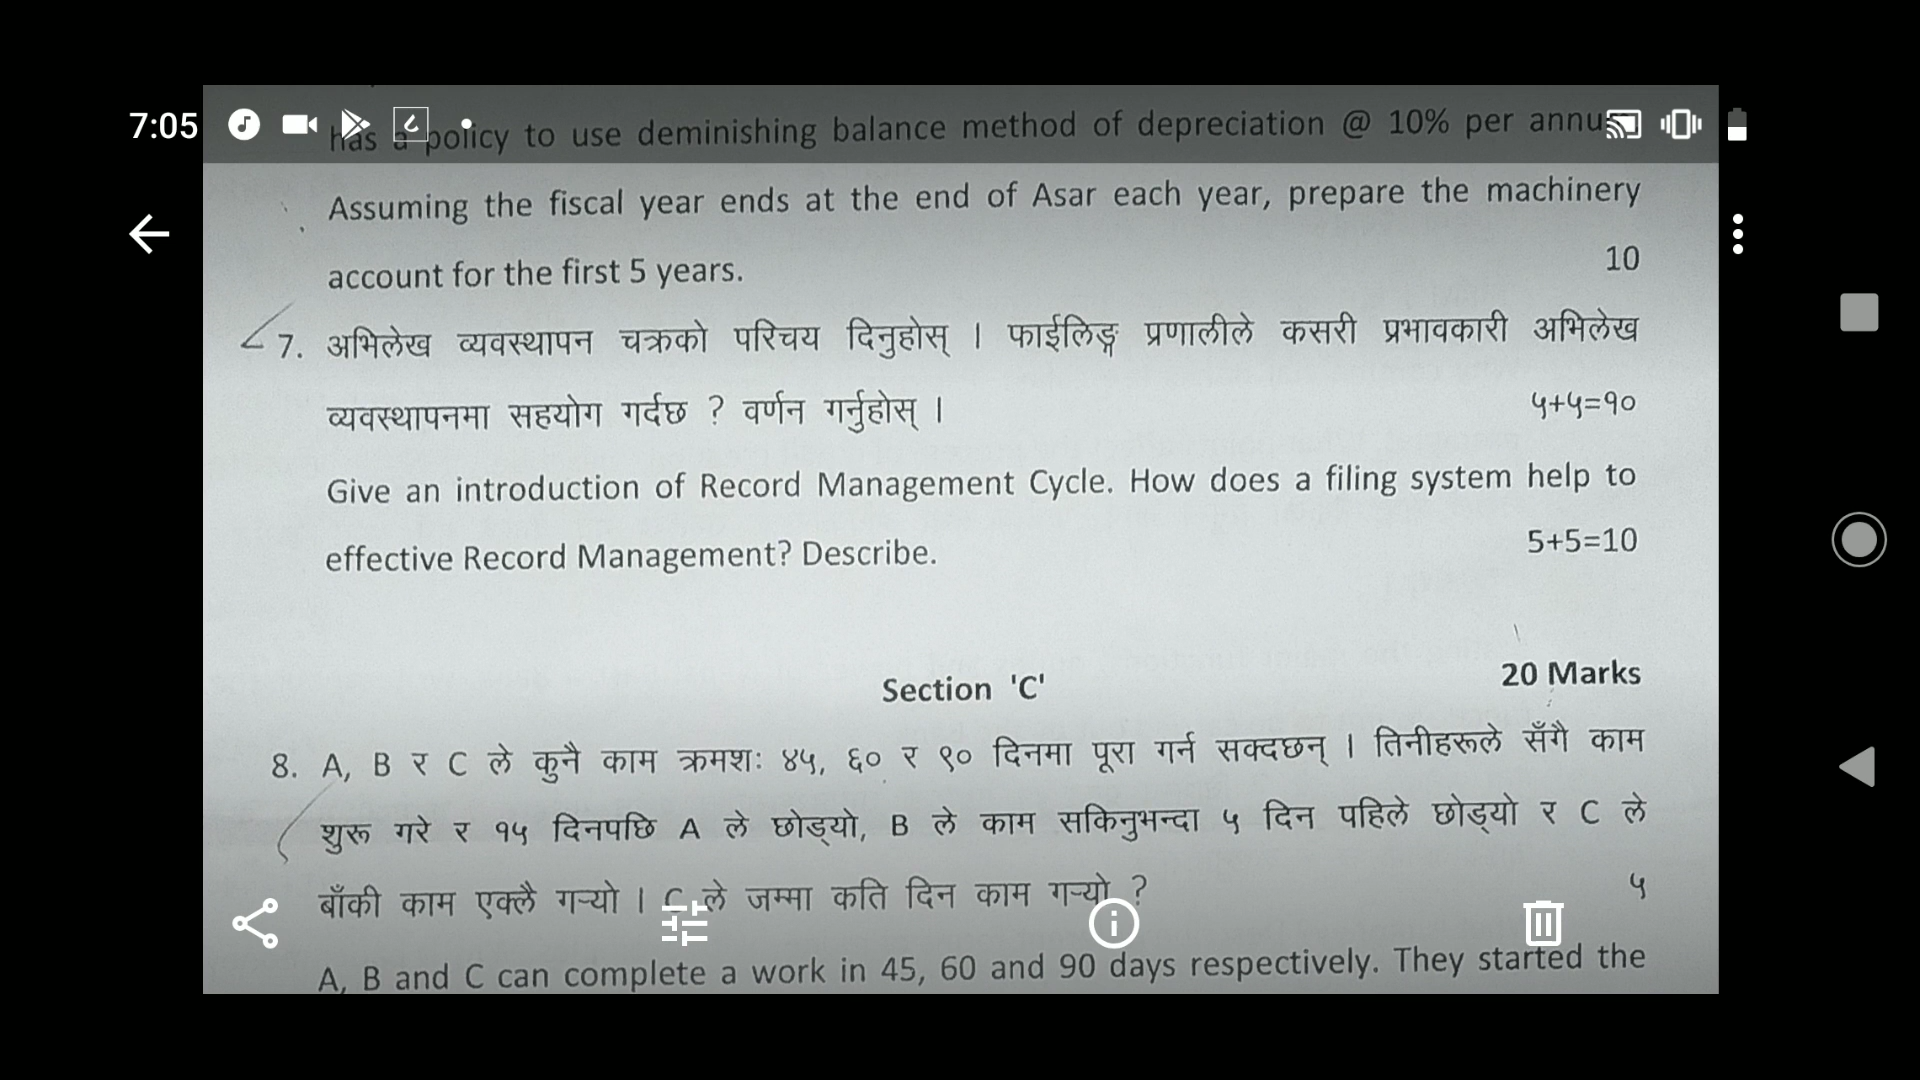 7:05
has a policy to use deminishing balance method of depreciation @ 10% per annu
Assuming the fiscal year ends at the end of Asar each year, prepare the machinery
account for the first 5 years. 10
7. अभिलेख व्यवस्थापन चक्रको परिचय दिनुहोस् । फाईलिङ्ग प्रणालीले कसरी प्रभावकारी अभिलेख
व्यवस्थापनमा सहयोग गर्दछ ? वर्णन गर्नुहोस् । ५+५=१०
Give an introduction of Record Management Cycle. How does a filing system help to
effective Record Management? Describe. 5+5=10
Section 'C' 20 Marks
8. A, B र C ले कुनै काम क्रमशः ४५, ६० र ९० दिनमा पूरा गर्न सक्दछन् । तिनीहरूले सँगै काम
शुरू गरे र १५ दिनपछि A ले छोड्यो, B ले काम सकिनुभन्दा ५ दिन पहिले छोड्यो र C ले
बाँकी काम एक्लै गऱ्यो । C ले जम्मा कति दिन काम गऱ्यो ? ५
A, B and C can complete a work in 45, 60 and 90 days respectively. They started the